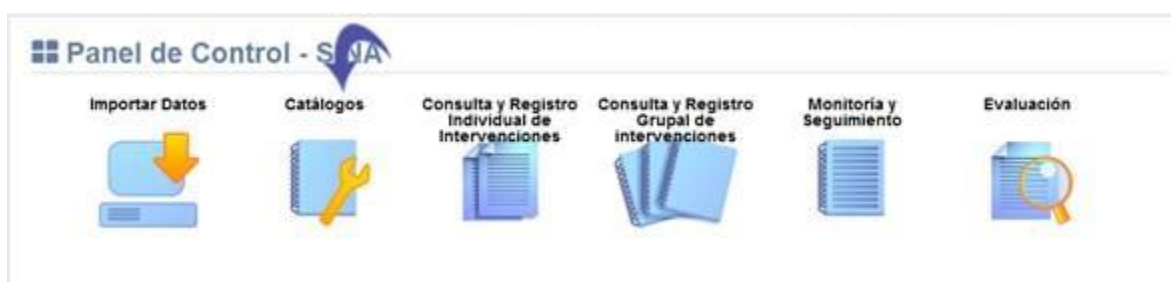 Panel de Control - S NA
Importar Datos
Catálogos
Consulta y Registro
Individual de
Intervenciones
Consulta y Registro
Grupal de
intervenciones
Monitoría y
Seguimiento
Evaluación